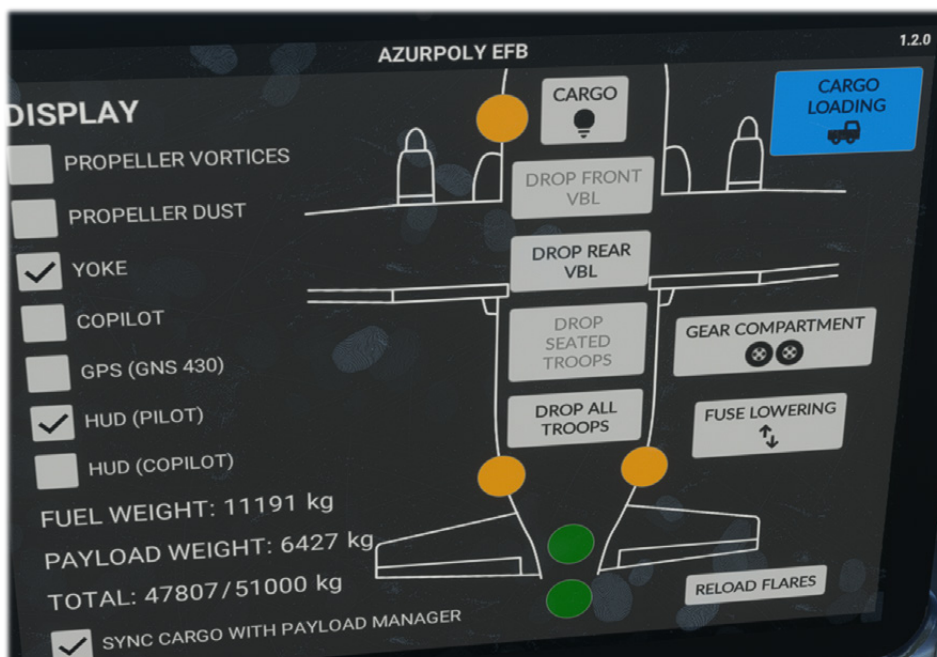 AZURPOLY EFB
1.2.0
DISPLAY
PROPELLER VORTICES
PROPELLER DUST
YOKE
COPILOT
GPS (GNS 430)
HUD (PILOT)
HUD (COPILOT)
FUEL WEIGHT: 11191 kg
PAYLOAD WEIGHT: 6427 kg
TOTAL: 47807/51000 kg
SYNC CARGO WITH PAYLOAD MANAGER
CARGO
DROP FRONT
VBL
DROP REAR
VBL
DROP
SEATED
TROOPS
DROP ALL
TROOPS
CARGO
LOADING
GEAR COMPARTMENT
FUSE LOWERING
RELOAD FLARES